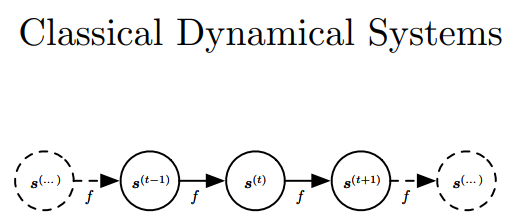 Classical Dynamical Systems
s(...) s(t−1) s(t) s(t+1) s(...)
f f f f